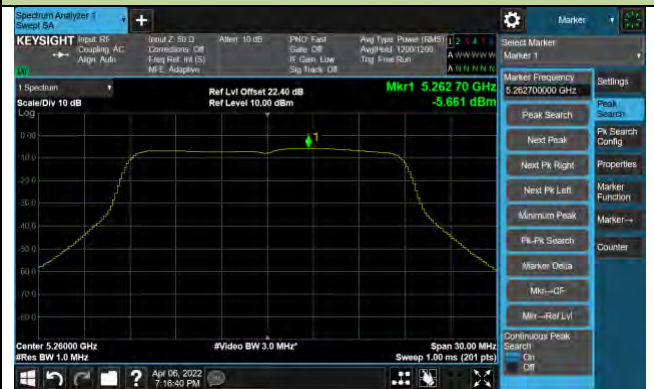 Spectrum Analyzer 1
Swept SA
Marker
KEYSIGHT Input: RF
Coupling: AC
Align: Auto
Input Z: 50 Ω
Corrections: Off
Freq Ref: Int (S)
NFE: Adaptive
Atten: 10 dB
PNO: Fast
Gate: Off
IF Gain: Low
Sig Track: Off
Avg Type: Power (RMS)
Avg|Hold: 1200/1200
Trig: Free Run
1 2 3 4 5 6
A W W W W W
A N N N N N
Select Marker
Marker 1
1 Spectrum
Scale/Div 10 dB
Log
Ref Lvl Offset 22.40 dB
Ref Level 10.00 dBm
Mkr1 5.262 70 GHz
-5.661 dBm
Marker Frequency
5.262700000 GHz
Settings
Peak Search
Next Peak
Next Pk Right
Next Pk Left
Minimum Peak
Pk-Pk Search
Marker Delta
Mkr→CF
Mkr→Ref Lvl
Continuous Peak
Search
On
Off
Peak
Search
Pk Search
Config
Properties
Marker
Function
Marker→
Counter
1
0.00
-10.0
-20.0
-30.0
-40.0
-50.0
-60.0
-70.0
-80.0
Center 5.26000 GHz
#Res BW 1.0 MHz
#Video BW 3.0 MHz*
Span 30.00 MHz
Sweep 1.00 ms (201 pts)
?
Apr 06, 2022
7:16:40 PM